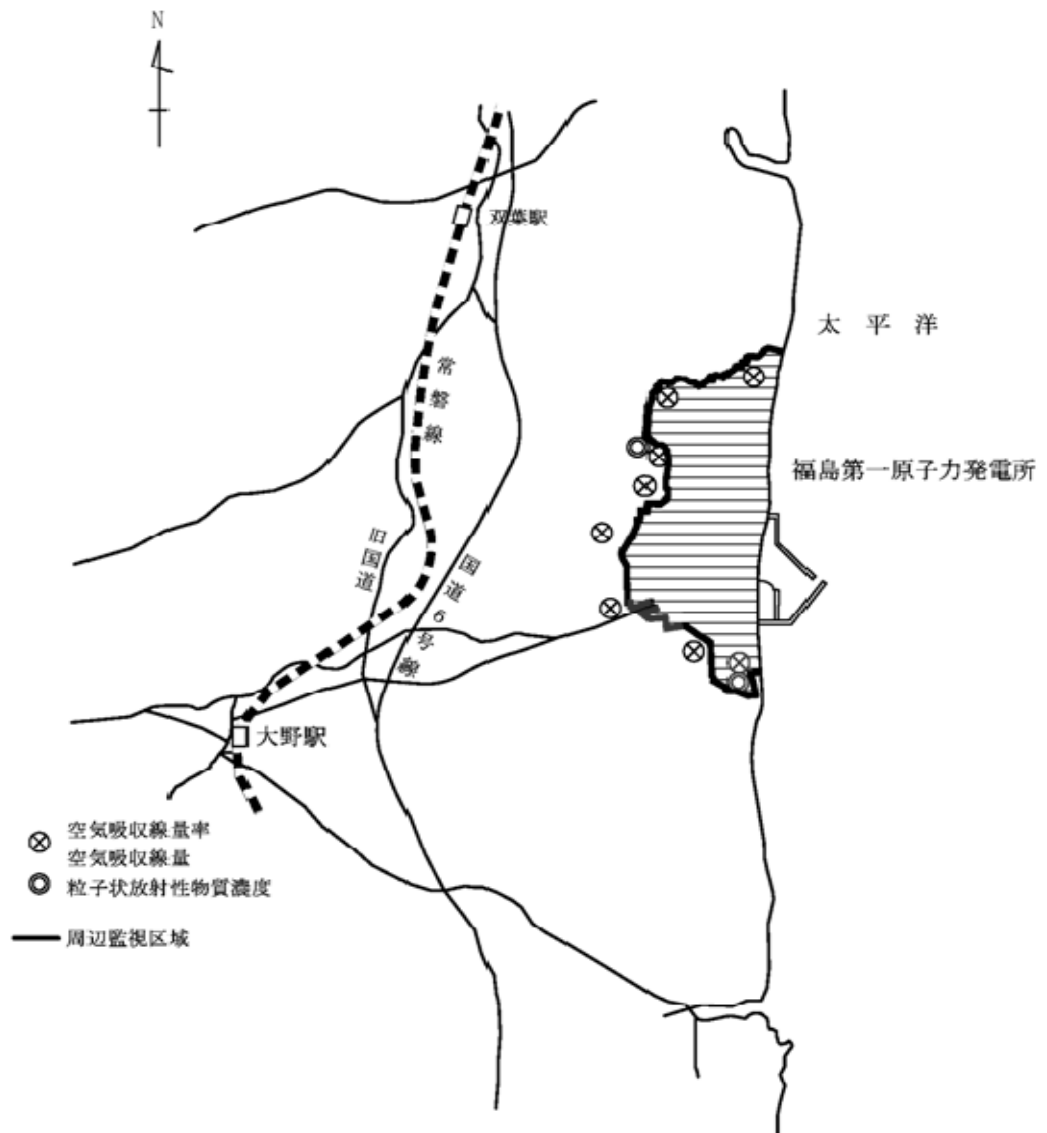 N
双葉駅
太平洋
常磐線
福島第一原子力発電所
旧国道
国道6号線
大野駅
空気吸収線量率
空気吸収線量
粒子状放射性物質濃度
周辺監視区域